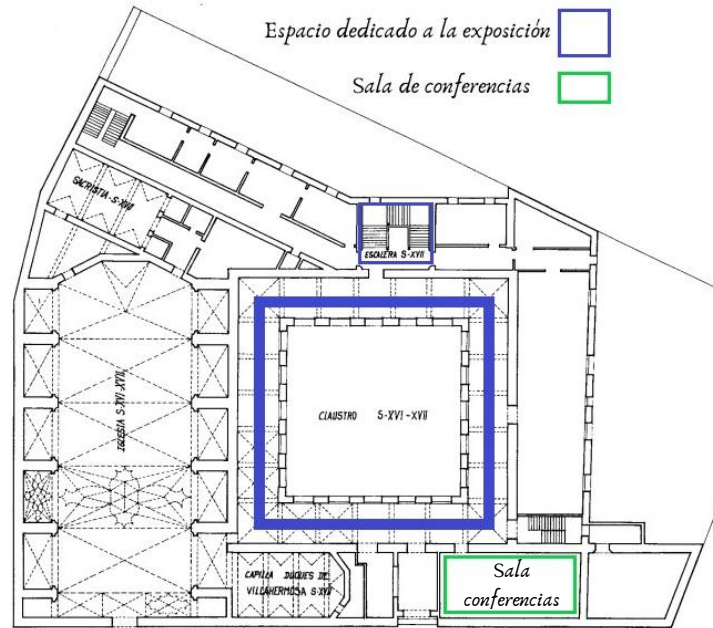 Espacio dedicado a la exposición
Sala de conferencias
SACRISTIA - S-XVII
ESCALERA S-XVII
IGLESIA S-XVI-XVII
CLAUSTRO S-XVI-XVII
CAPILLA DUQUES DE
VILLAHERMOSA S-XVII
Sala
conferencias